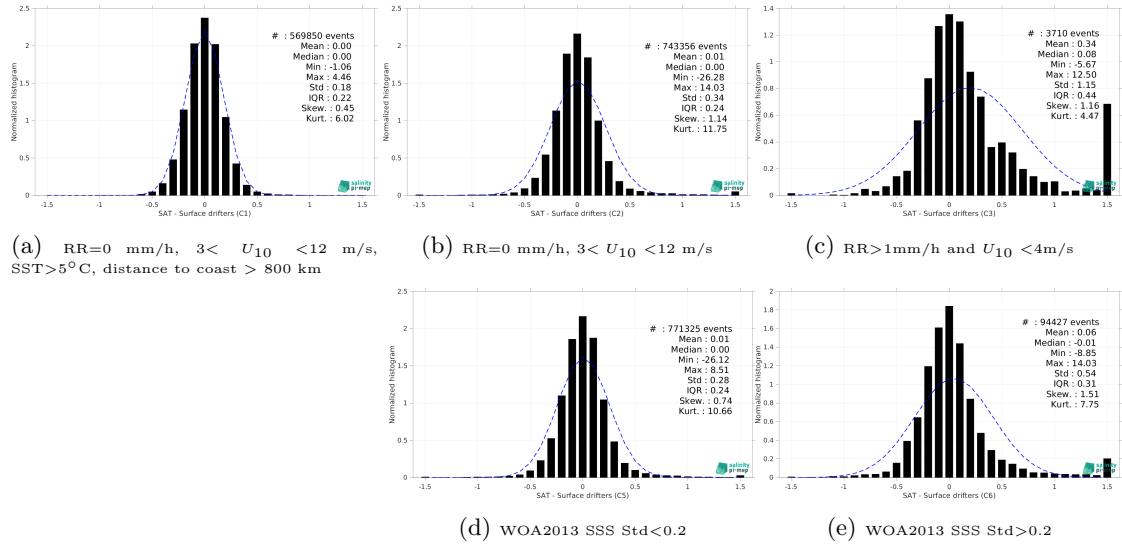 2.5
2
1.5
1
0.5
0
-1.5 -1 -0.5 0 0.5 1 1.5
Normalized histogram
SAT - Surface drifters (C1)
# : 569850 events
Mean : 0.00
Median : 0.00
Min : -1.06
Max : 4.46
Std : 0.18
IQR : 0.22
Skew. : 0.45
Kurt. : 6.02
salinity
pi-mep
(a) RR=0 mm/h, 3< U10 <12 m/s,
SST>5°C, distance to coast > 800 km
2.5
2
1.5
1
0.5
0
-1.5 -1 -0.5 0 0.5 1 1.5
Normalized histogram
SAT - Surface drifters (C2)
# : 743356 events
Mean : 0.01
Median : 0.00
Min : -26.28
Max : 14.03
Std : 0.34
IQR : 0.24
Skew. : 1.14
Kurt. : 11.75
salinity
pi-mep
(b) RR=0 mm/h, 3< U10 <12 m/s
1.4
1.2
1
0.8
0.6
0.4
0.2
0
-1.5 -1 -0.5 0 0.5 1 1.5
Normalized histogram
SAT - Surface drifters (C3)
# : 3710 events
Mean : 0.34
Median : 0.08
Min : -5.67
Max : 12.50
Std : 1.15
IQR : 0.44
Skew. : 1.16
Kurt. : 4.47
salinity
pi-mep
(c) RR>1mm/h and U10 <4m/s
2.5
2
1.5
1
0.5
0
-1.5 -1 -0.5 0 0.5 1 1.5
Normalized histogram
SAT - Surface drifters (C5)
# : 771325 events
Mean : 0.01
Median : 0.00
Min : -26.12
Max : 8.51
Std : 0.28
IQR : 0.24
Skew. : 0.74
Kurt. : 10.66
salinity
pi-mep
(d) WOA2013 SSS Std<0.2
2
1.8
1.6
1.4
1.2
1
0.8
0.6
0.4
0.2
0
-1.5 -1 -0.5 0 0.5 1 1.5
Normalized histogram
SAT - Surface drifters (C6)
# : 94427 events
Mean : 0.06
Median : -0.01
Min : -8.85
Max : 14.03
Std : 0.54
IQR : 0.31
Skew. : 1.51
Kurt. : 7.75
salinity
pi-mep
(e) WOA2013 SSS Std>0.2